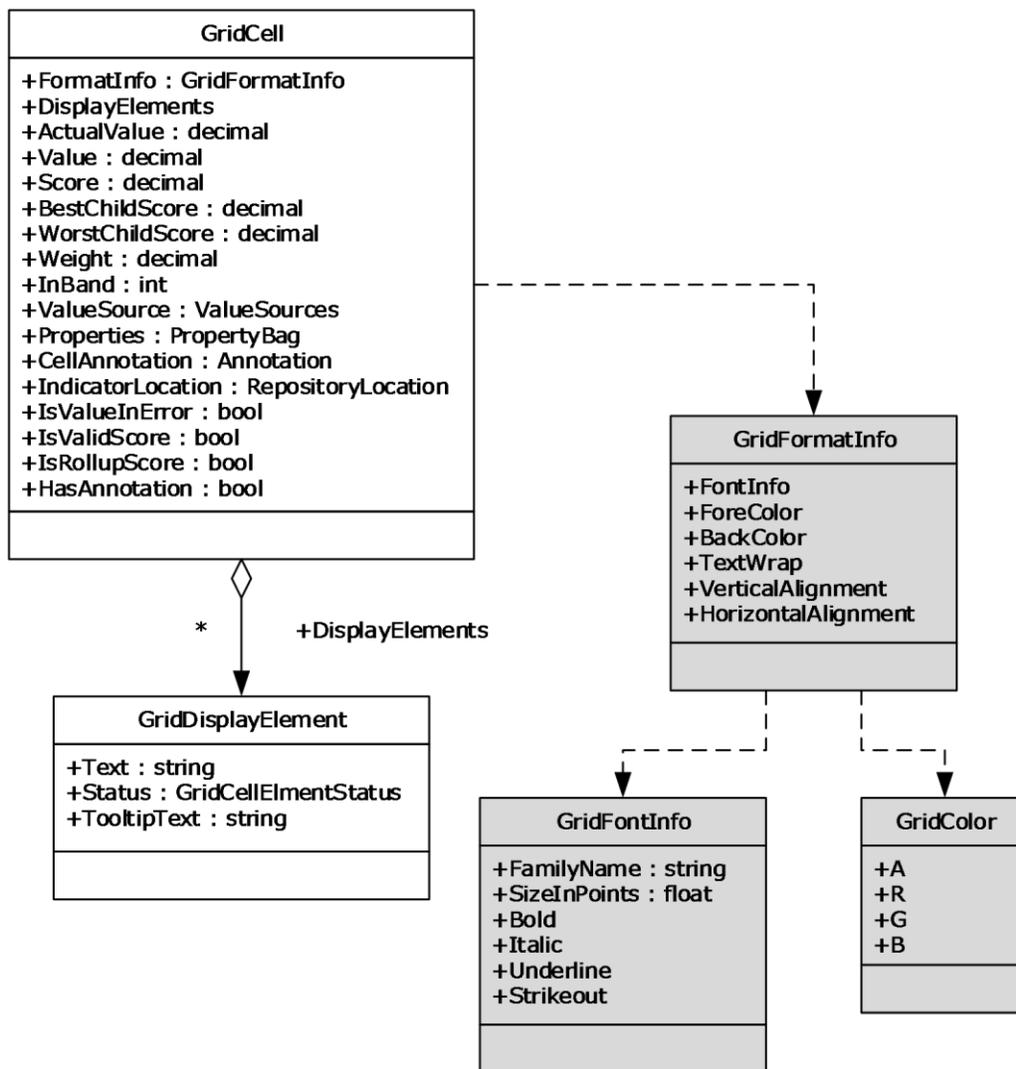 GridCell
+FormatInfo : GridFormatInfo
+DisplayElements
+ActualValue : decimal
+Value : decimal
+Score : decimal
+BestChildScore : decimal
+WorstChildScore : decimal
+Weight : decimal
+InBand : int
+ValueSource : ValueSources
+Properties : PropertyBag
+CellAnnotation : Annotation
+IndicatorLocation : RepositoryLocation
+IsValueInError : bool
+IsValidScore : bool
+IsRollupScore : bool
+HasAnnotation : bool
GridFormatInfo
+FontInfo
+ForeColor
+BackColor
+TextWrap
+VerticalAlignment
+HorizontalAlignment
* +DisplayElements
GridDisplayElement
+Text : string
+Status : GridCellElmentStatus
+TooltipText : string
GridFontInfo
+FamilyName : string
+SizeInPoints : float
+Bold
+Italic
+Underline
+Strikeout
GridColor
+A
+R
+G
+B